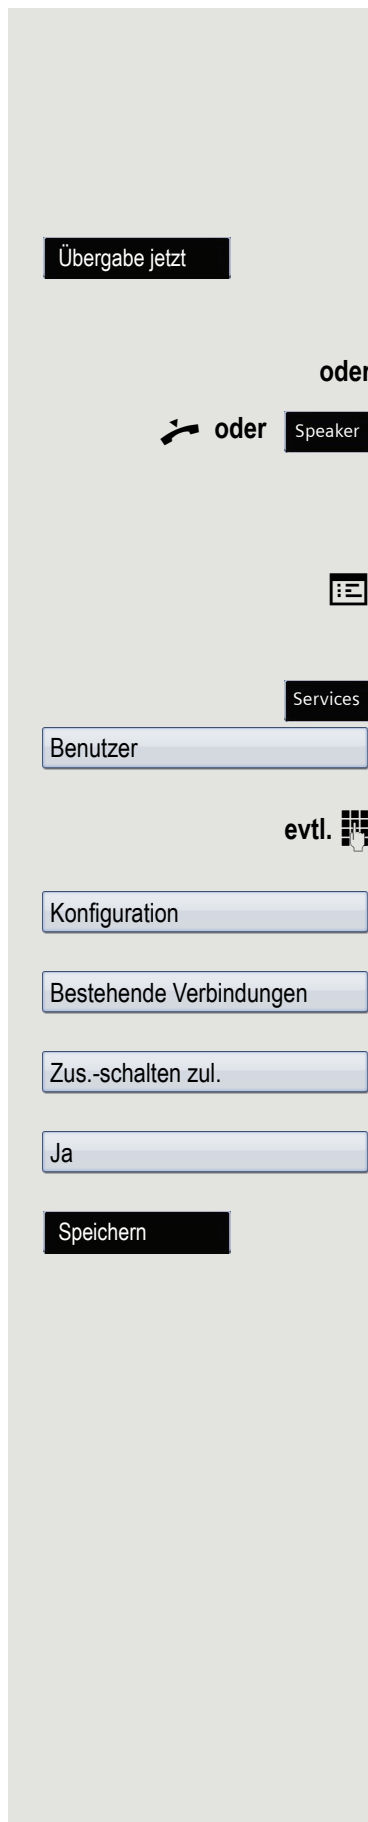 Übergabe jetzt
oder
oder Speaker
Services
Benutzer
evtl.
Konfiguration
Bestehende Verbindungen
Zus.-schalten zul.
Ja
Speichern